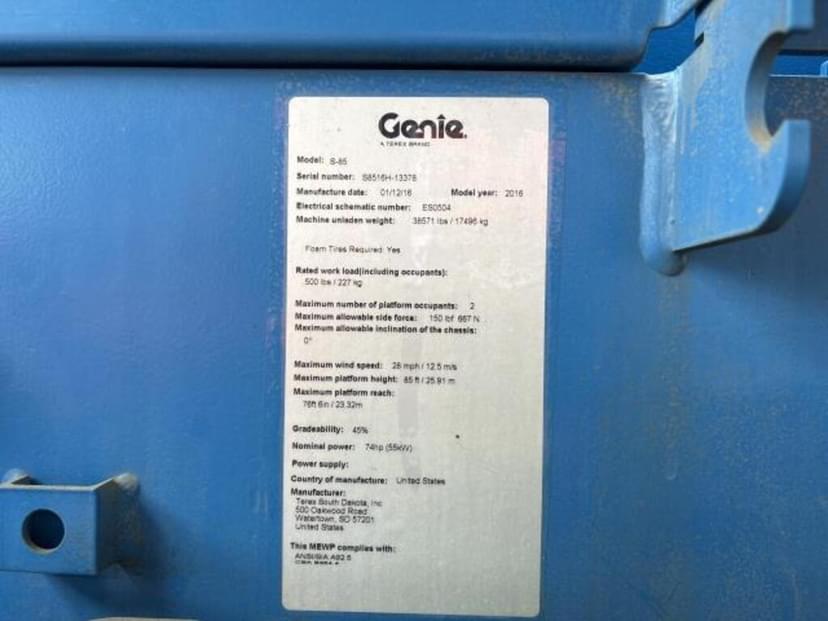 Genie
A TEREX BRAND
Model: S-85
Serial number: S8516H-13378
Manufacture date: 01/12/16 Model year: 2016
Electrical schematic number: ES0504
Machine unladen weight: 38571 lbs / 17496 kg
Foam Tires Required: Yes
Rated work load(including occupants):
500 lbs / 227 kg
Maximum number of platform occupants: 2
Maximum allowable side force: 150 lbf 667 N
Maximum allowable inclination of the chassis:
0°
Maximum wind speed: 28 mph / 12.5 m/s
Maximum platform height: 85 ft / 25.91 m
Maximum platform reach:
76ft 6in / 23.32m
Gradeability: 45%
Nominal power: 74hp (55kW)
Power supply:
Country of manufacture: United States
Manufacturer:
Terex South Dakota, Inc
500 Oakwood Road
Watertown, SD 57201
United States
This MEWP complies with:
ANSI/SIA A92.5